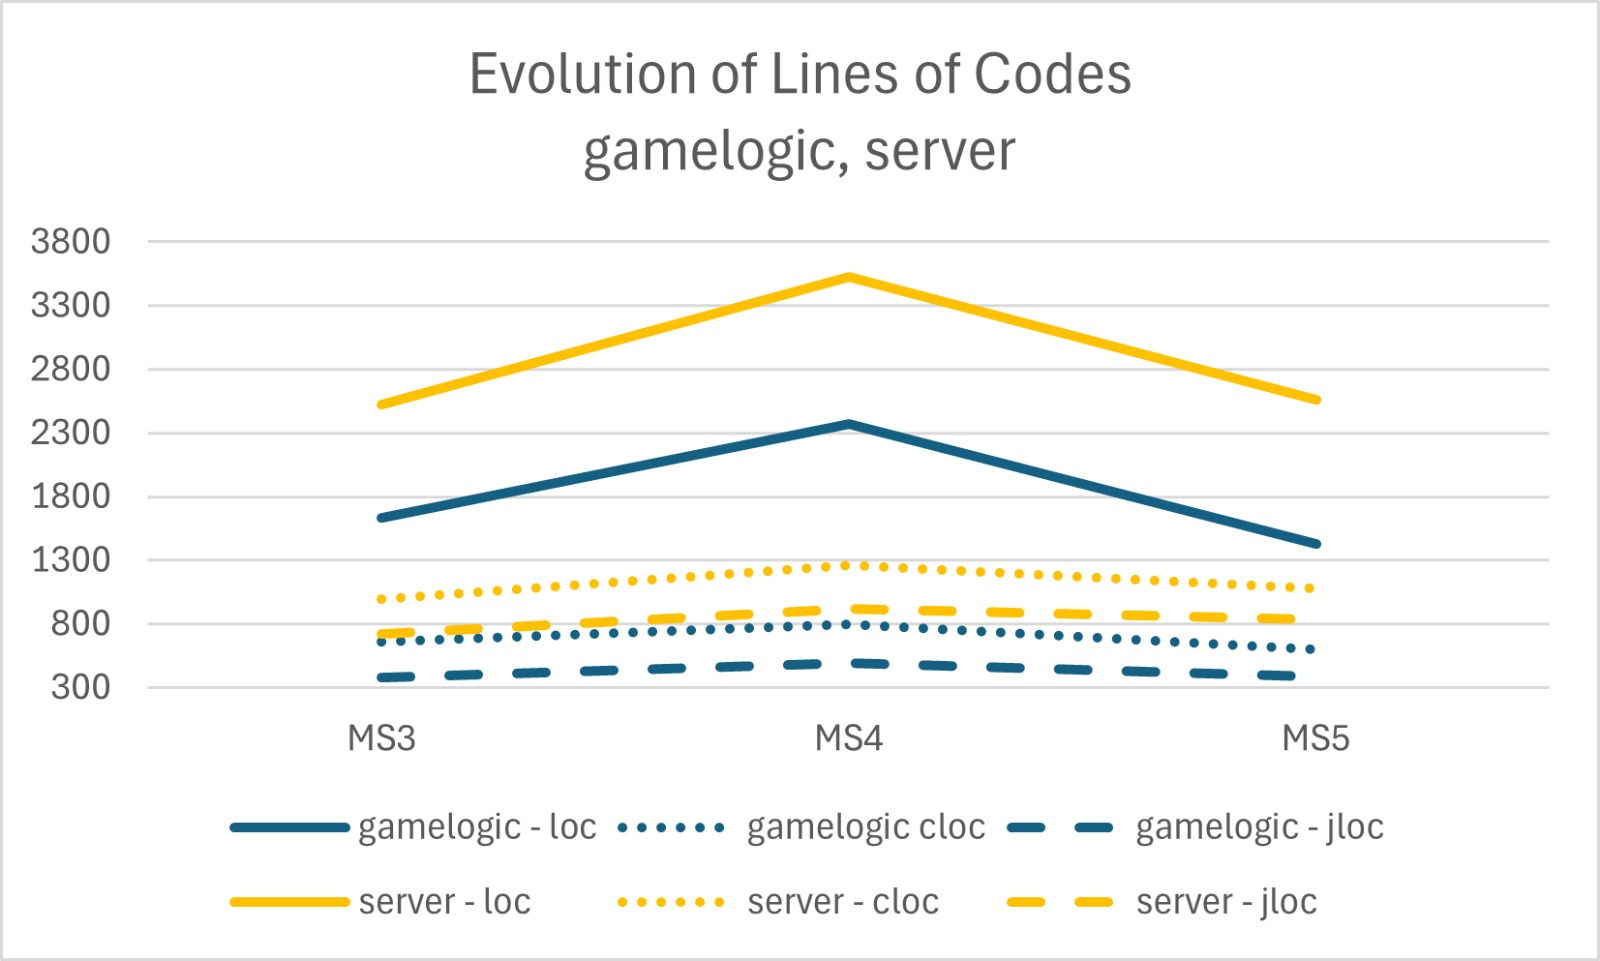 Evolution of Lines of Codes
gamelogic, server
3800
3300
2800
2300
1800
1300
800
300
MS3 MS4 MS5
gamelogic - loc gamelogic cloc gamelogic - jloc
server - loc server - cloc server - jloc